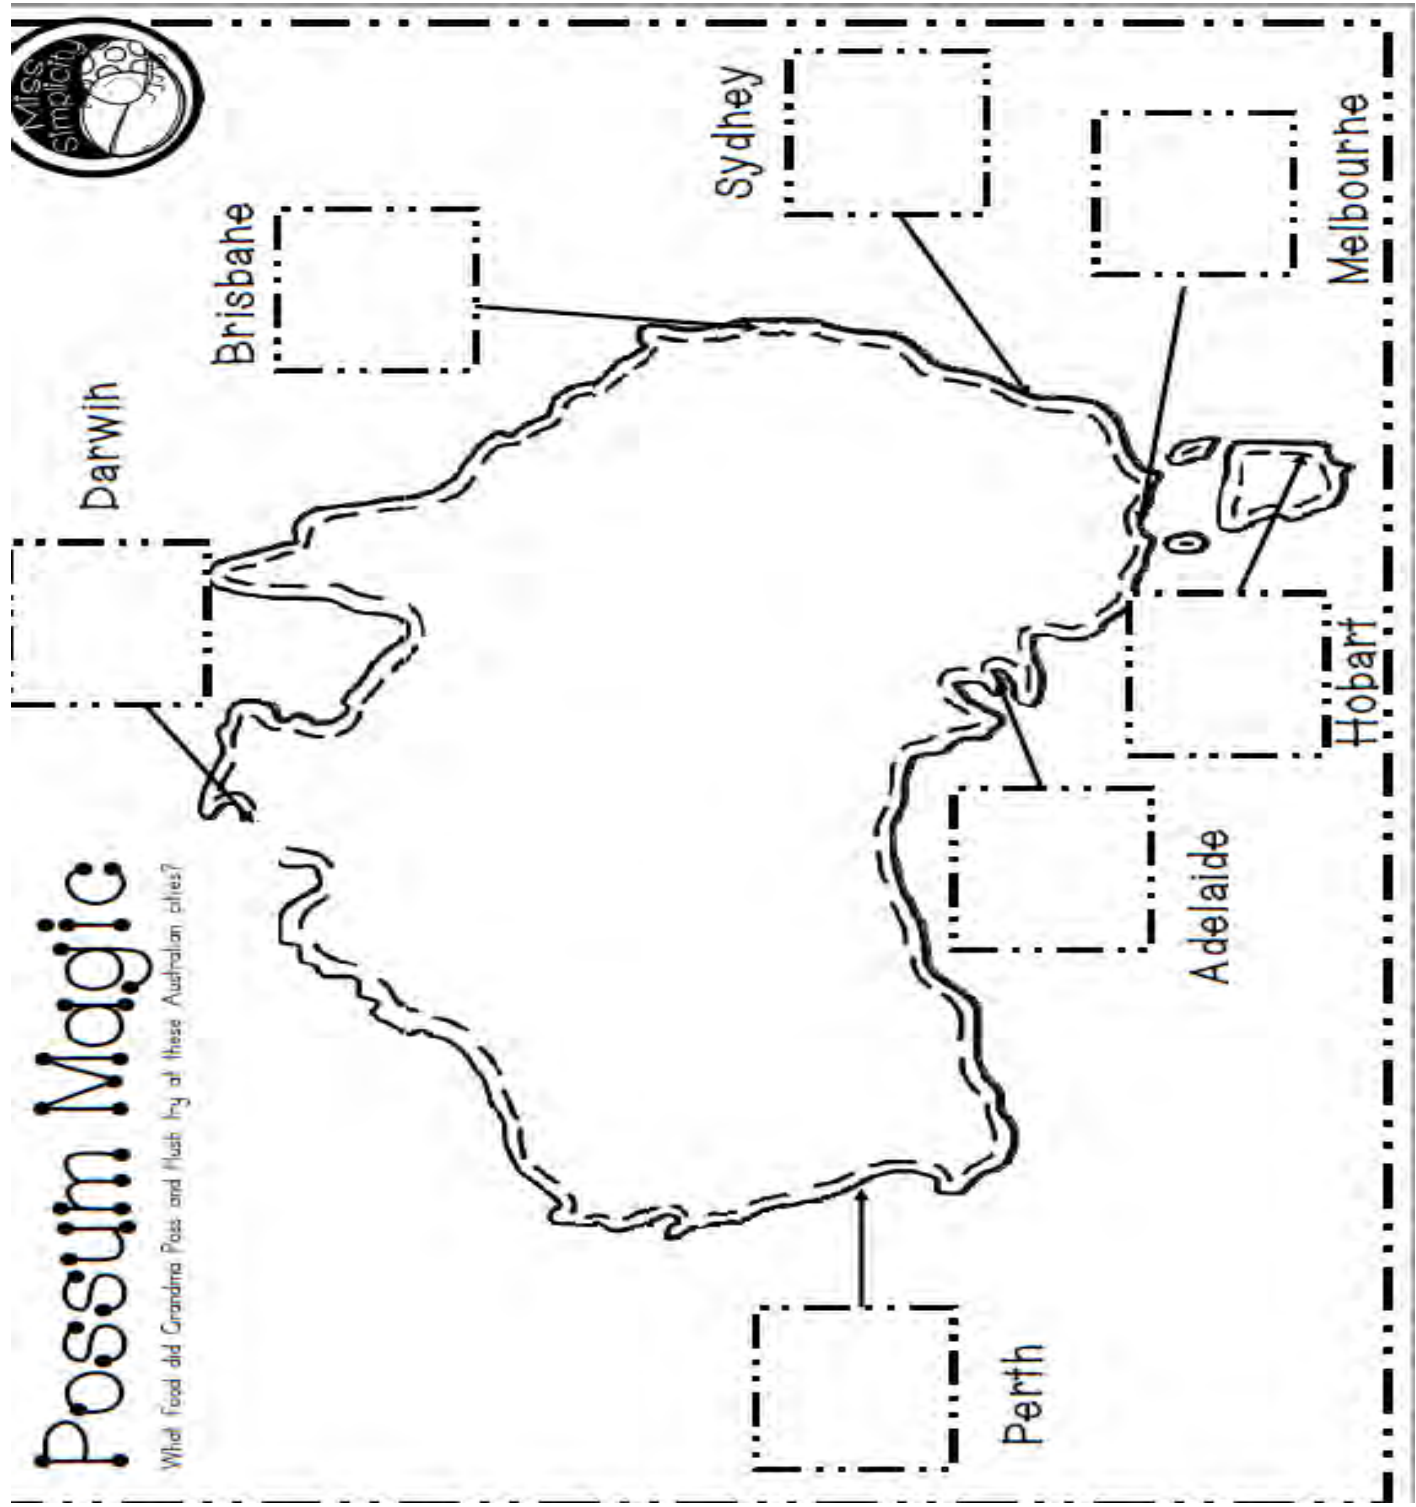 Possum Magic
What food did Grandma Poss and Hush try at these Australian cities?
Miss
Simplicity
Darwin
Brisbane
Sydney
Melbourne
Hobart
Adelaide
Perth